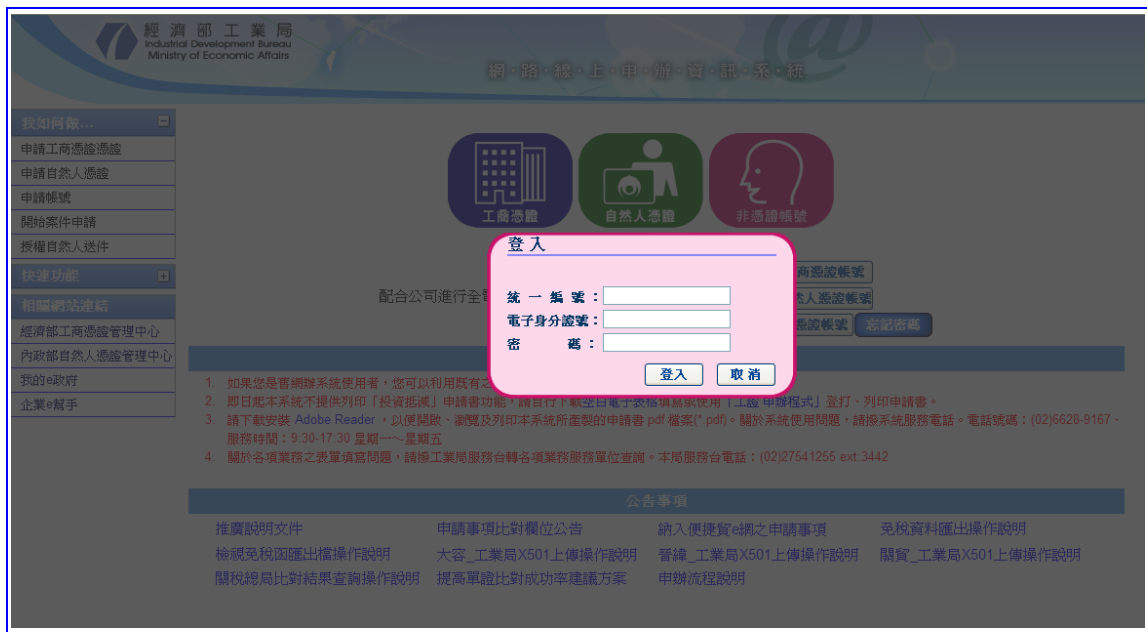 經濟部工業局
Industrial Development Bureau
Ministry of Economic Affairs
網·路·線·上·申·辦·資·訊·系·統
我如何做...
申請工商憑證憑證
申請自然人憑證
申請帳號
開始案件申請
授權自然人送件
快速功能
相關網站連結
經濟部工商憑證管理中心
內政部自然人憑證管理中心
我的e政府
企業e幫手
工商憑證
自然人憑證
非憑證帳號
配合公司進行全
商憑證帳號
人憑證帳號
憑證帳號
忘記密碼
登入
統一編號：
電子身分證號：
密 碼：
登入
取消
1. 如果您是舊網辦系統使用者，您可以利用既有之
2. 即日起本系統不提供列印「投資抵減」申請書功能，請自行下載空白電子表格填寫或使用「工證 申辦程式」登打、列印申請書。
3. 請下載安裝 Adobe Reader，以便開啟、瀏覽及列印本系統所產製的申請書 pdf 檔案(*.pdf)。關於系統使用問題，請撥系統服務電話。電話號碼：(02)6628-9167、
服務時間：9:30-17:30 星期一～星期五
4. 關於各項業務之表單填寫問題，請撥工業局服務台轉各項業務服務單位查詢。本局服務台電話：(02)27541255 ext:3442
公告事項
推廣說明文件 申請事項比對欄位公告 納入便捷貿e網之申請事項 免稅資料匯出操作說明
檢視免稅函匯出檔操作說明 大容_工業局X501上傳操作說明 晉緯_工業局X501上傳操作說明 關貿_工業局X501上傳操作說明
關稅總局比對結果查詢操作說明 提高單證比對成功率建議方案 申辦流程說明